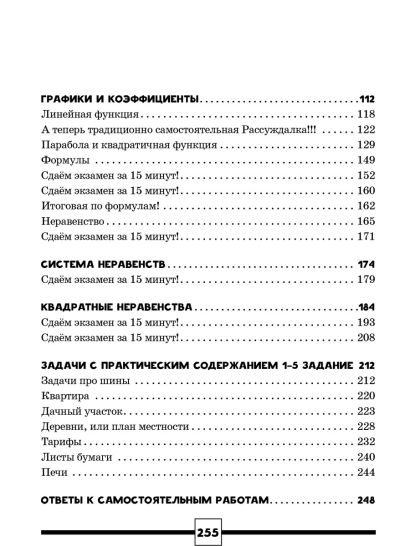 ГРАФИКИ И КОЭФФИЦИЕНТЫ........................112
Линейная функция...............................118
А теперь традиционно самостоятельная Рассуждалка!!! ..122
Парабола и квадратичная функция................129
Формулы .......................................149
Сдаём экзамен за 15 минут!.....................152
Сдаём экзамен за 15 минут!.....................160
Итоговая по формулам!..........................162
Неравенство....................................165
Сдаём экзамен за 15 минут!.....................171
СИСТЕМА НЕРАВЕНСТВ.............................174
Сдаём экзамен за 15 минут!.....................179
КВАДРАТНЫЕ НЕРАВЕНСТВА.........................184
Сдаём экзамен за 15 минут!.....................193
Сдаём экзамен за 15 минут!.....................208
ЗАДАЧИ С ПРАКТИЧЕСКИМ СОДЕРЖАНИЕМ 1–5 ЗАДАНИЕ 212
Задачи про шины................................212
Квартира.......................................220
Дачный участок.................................223
Деревни, или план местности....................228
Тарифы.........................................232
Листы бумаги...................................240
Печи...........................................244
ОТВЕТЫ К САМОСТОЯТЕЛЬНЫМ РАБОТАМ...............248
255